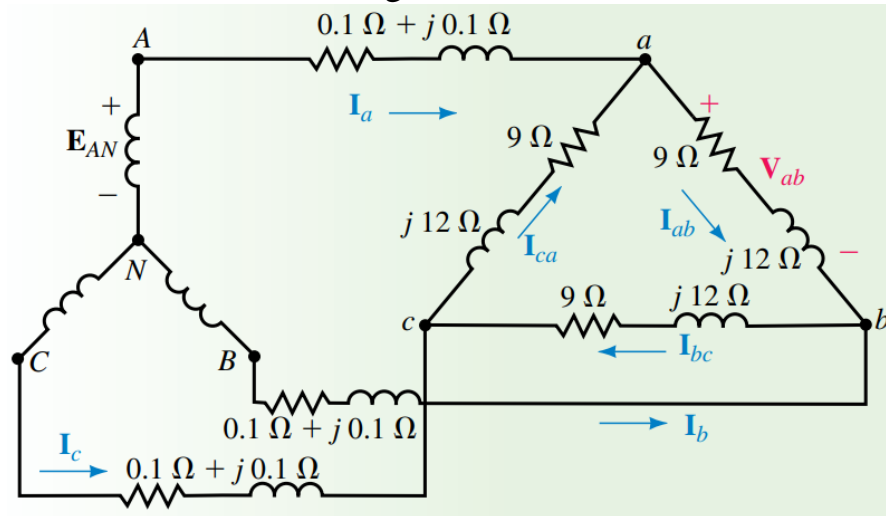 0.1 Ω + j 0.1 Ω
A
a
I_a
+
E_AN
−
9 Ω
+
9 Ω
V_ab
j 12 Ω
I_ca
I_ab
j 12 Ω
−
N
9 Ω
j 12 Ω
c
b
I_bc
C
B
0.1 Ω + j 0.1 Ω
I_b
I_c
0.1 Ω + j 0.1 Ω